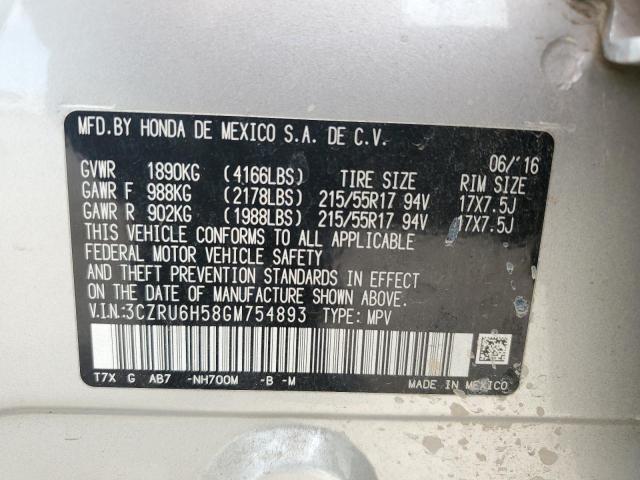 MFD.BY HONDA DE MEXICO S.A. DE C.V.
06/'16
GVWR 1890KG (4166LBS) TIRE SIZE RIM SIZE
GAWR F 988KG (2178LBS) 215/55R17 94V 17X7.5J
GAWR R 902KG (1988LBS) 215/55R17 94V 17X7.5J
THIS VEHICLE CONFORMS TO ALL APPLICABLE
FEDERAL MOTOR VEHICLE SAFETY
AND THEFT PREVENTION STANDARDS IN EFFECT
ON THE DATE OF MANUFACTURE SHOWN ABOVE.
V.I.N.:3CZRU6H58GM754893 TYPE: MPV
T7X G AB7 -NH700M -B -M
MADE IN MEXICO